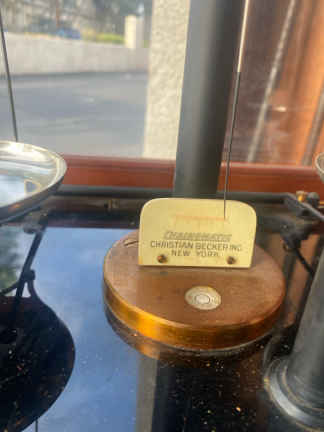 CHAINOMATIC
CHRISTIAN BECKER INC.
NEW YORK.